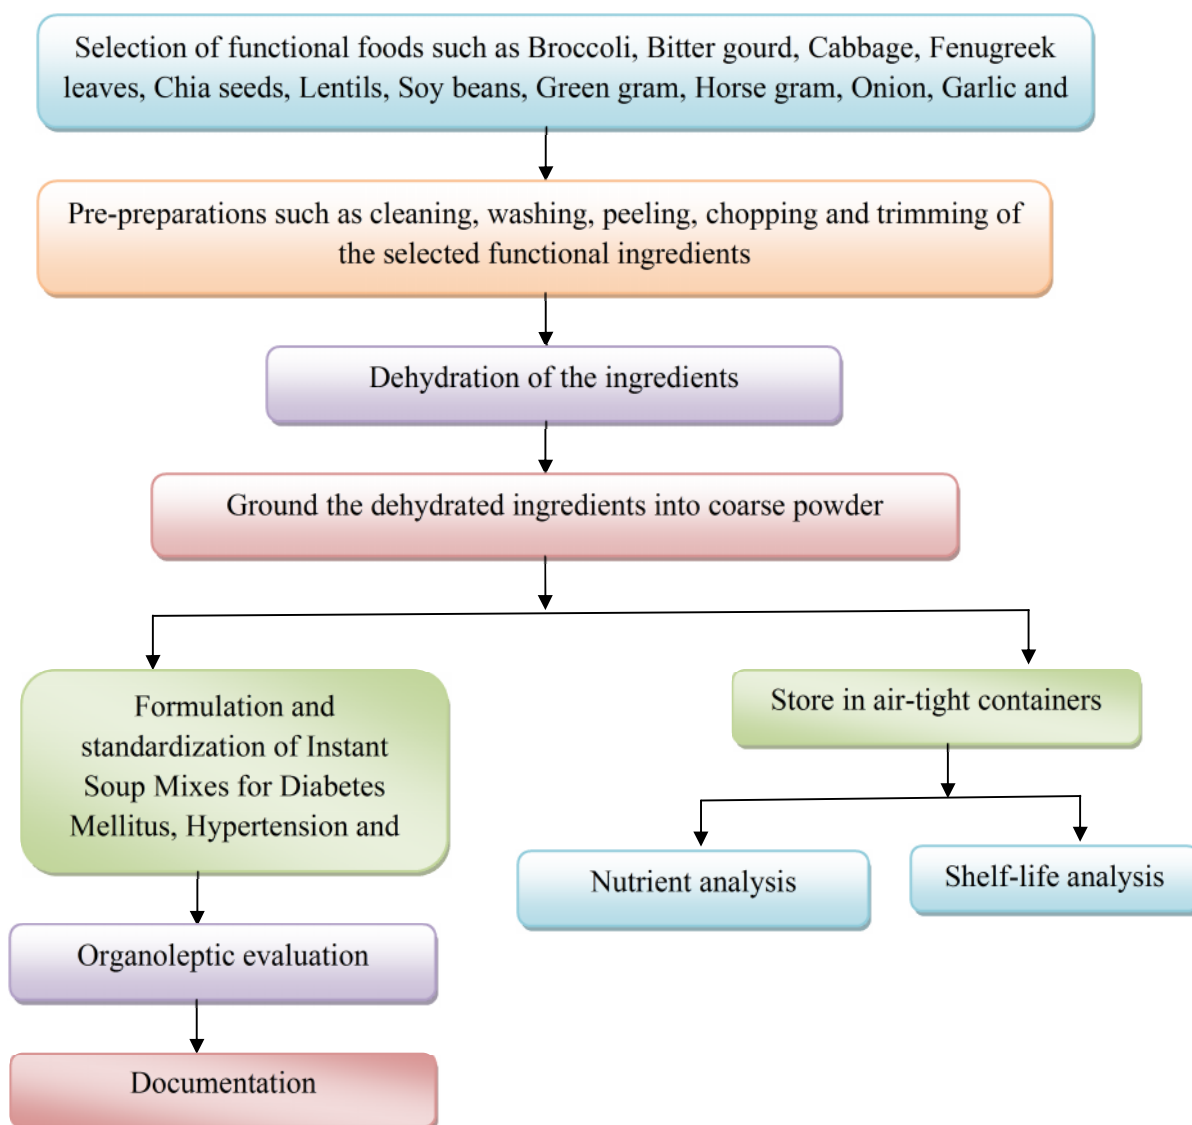 Selection of functional foods such as Broccoli, Bitter gourd, Cabbage, Fenugreek
leaves, Chia seeds, Lentils, Soy beans, Green gram, Horse gram, Onion, Garlic and
Pre-preparations such as cleaning, washing, peeling, chopping and trimming of
the selected functional ingredients
Dehydration of the ingredients
Ground the dehydrated ingredients into coarse powder
Formulation and
standardization of Instant
Soup Mixes for Diabetes
Mellitus, Hypertension and
Store in air-tight containers
Nutrient analysis
Shelf-life analysis
Organoleptic evaluation
Documentation